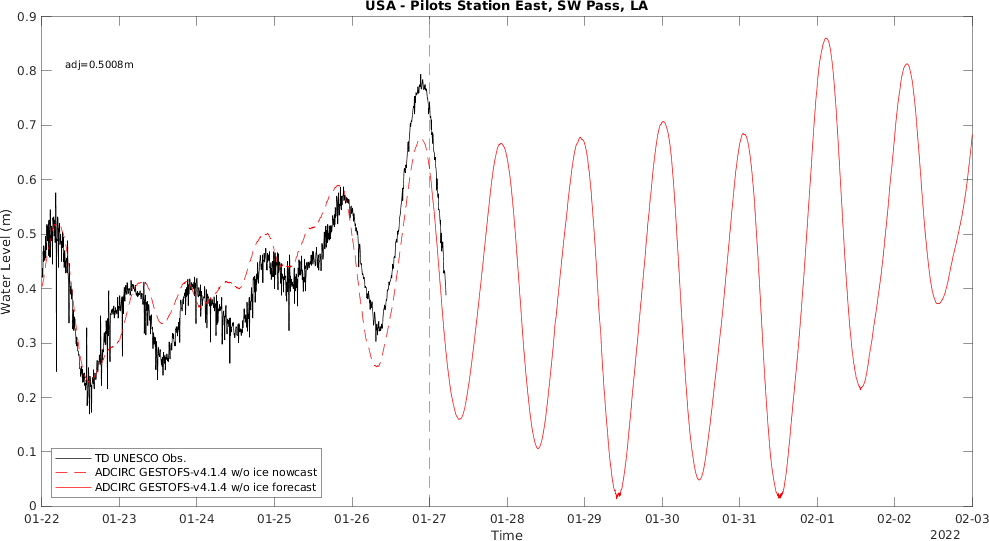 USA - Pilots Station East, SW Pass, LA
0.9
adj=0.5008m
0.8
0.7
0.6
0.5
0.4
0.3
0.2
0.1
0
Water Level (m)
TD UNESCO Obs.
ADCIRC GESTOFS-v4.1.4 w/o ice nowcast
ADCIRC GESTOFS-v4.1.4 w/o ice forecast
01-22 01-23 01-24 01-25 01-26 01-27 01-28 01-29 01-30 01-31 02-01 02-02 02-03
Time
2022